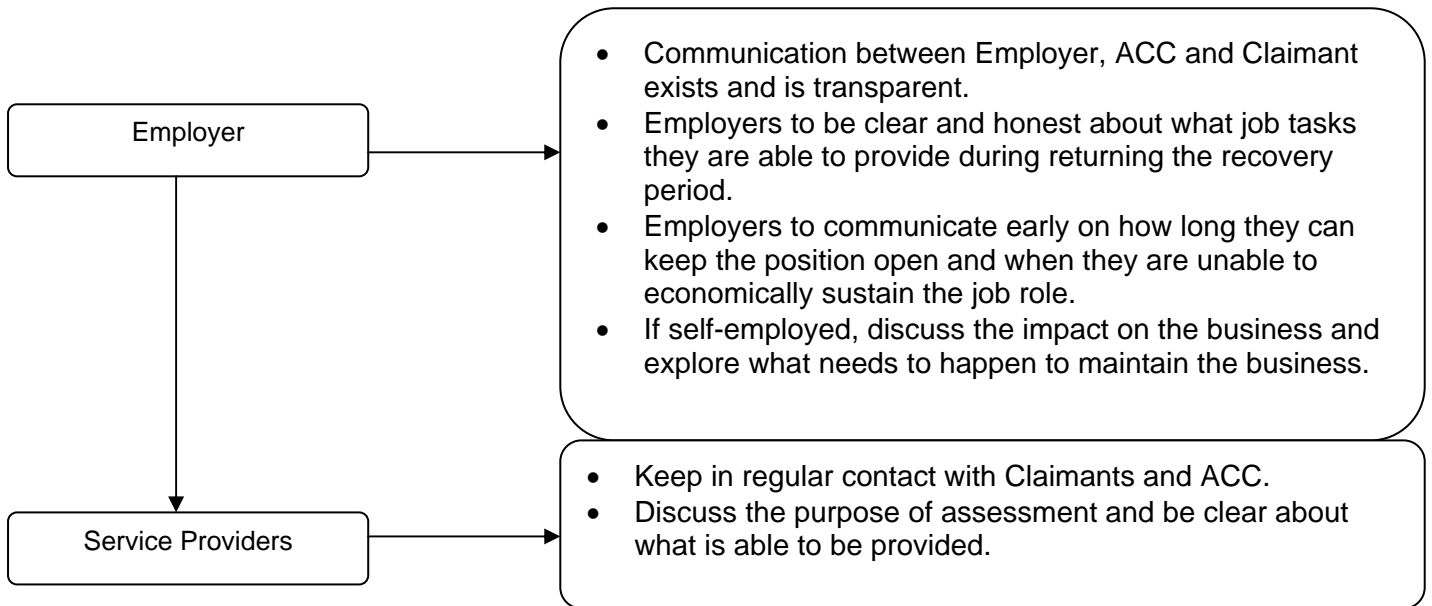 Employer
• Communication between Employer, ACC and Claimant
exists and is transparent.
• Employers to be clear and honest about what job tasks
they are able to provide during returning the recovery
period.
• Employers to communicate early on how long they can
keep the position open and when they are unable to
economically sustain the job role.
• If self-employed, discuss the impact on the business and
explore what needs to happen to maintain the business.
Service Providers
• Keep in regular contact with Claimants and ACC.
• Discuss the purpose of assessment and be clear about
what is able to be provided.